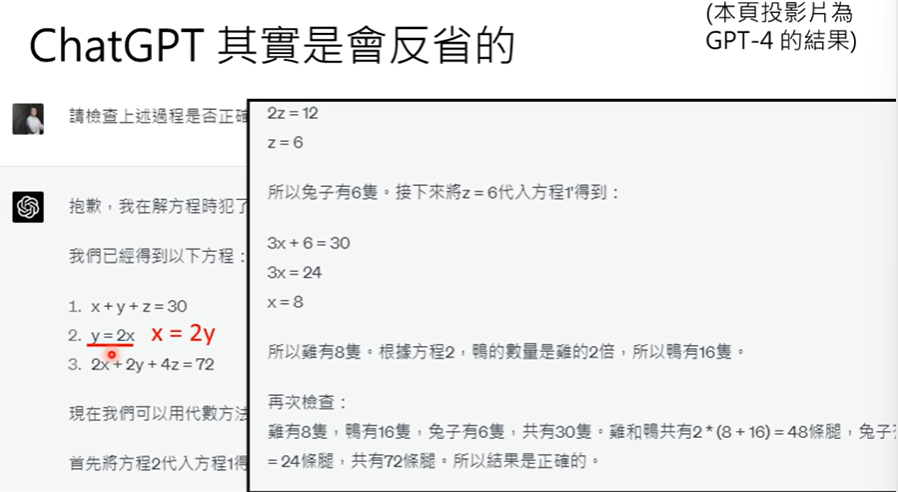 ChatGPT 其實是會反省的
(本頁投影片為
GPT-4 的結果)
請檢查上述過程是否正確
抱歉，我在解方程時犯了
我們已經得到以下方程：
1. x + y + z = 30
2. y = 2x x = 2y
3. 2x + 2y + 4z = 72
現在我們可以用代數方法
首先將方程2代入方程1得
2z = 12
z = 6
所以兔子有6隻。接下來將z = 6代入方程1'得到：
3x + 6 = 30
3x = 24
x = 8
所以雞有8隻。根據方程2，鴨的數量是雞的2倍，所以鴨有16隻。
再次檢查：
雞有8隻，鴨有16隻，兔子有6隻，共有30隻。雞和鴨共有2 * (8 + 16) = 48條腿，兔子
= 24條腿，共有72條腿。所以結果是正確的。